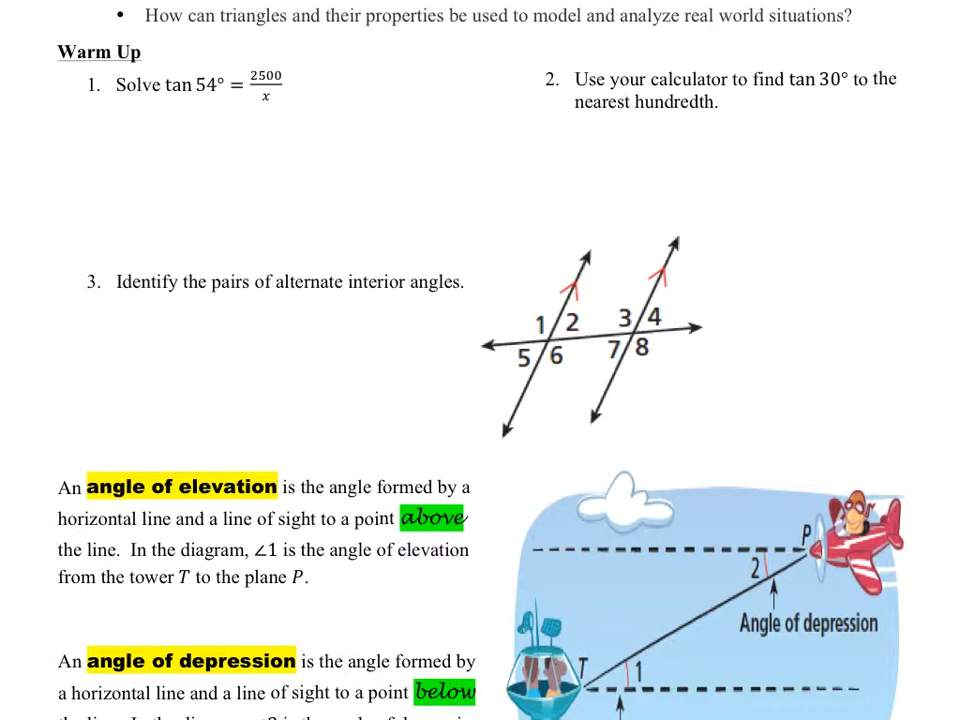 • How can triangles and their properties be used to model and analyze real world situations?
Warm Up
1. Solve tan 54° = 2500/x
2. Use your calculator to find tan 30° to the
nearest hundredth.
3. Identify the pairs of alternate interior angles.
1 2 3 4
5 6 7 8
An angle of elevation is the angle formed by a
horizontal line and a line of sight to a point above
the line. In the diagram, ∠1 is the angle of elevation
from the tower T to the plane P.
An angle of depression is the angle formed by
a horizontal line and a line of sight to a point below
P
2
Angle of depression
T
1